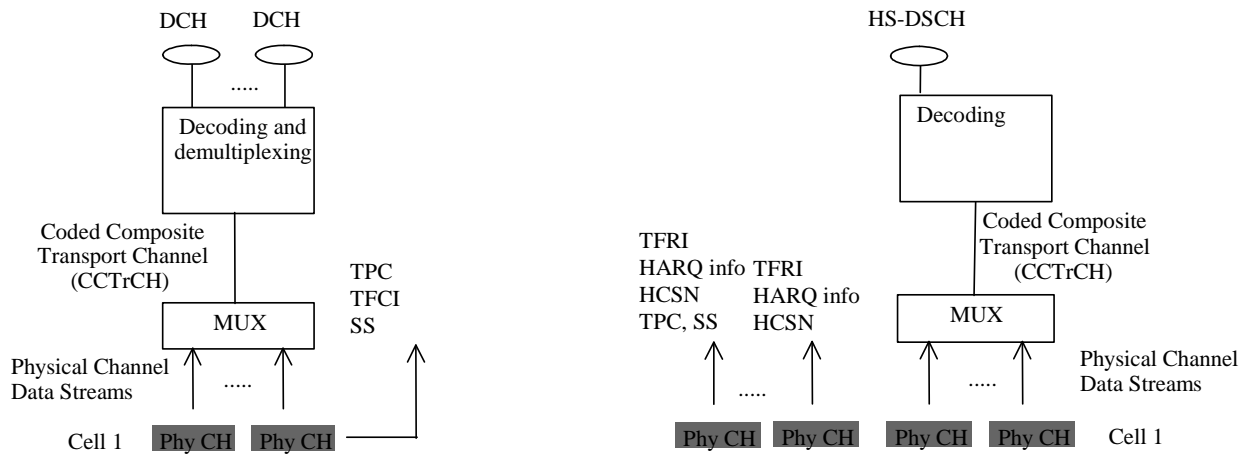 DCH DCH
.....
Decoding and
demultiplexing
Coded Composite
Transport Channel
(CCTrCH)
TPC
TFCI
SS
MUX
Physical Channel
Data Streams
.....
Cell 1 Phy CH Phy CH
HS-DSCH
Decoding
Coded Composite
Transport Channel
(CCTrCH)
TFRI
HARQ info
HCSN
TPC, SS
TFRI
HARQ info
HCSN
MUX
Physical Channel
Data Streams
.....
.....
Phy CH Phy CH Phy CH Phy CH Cell 1